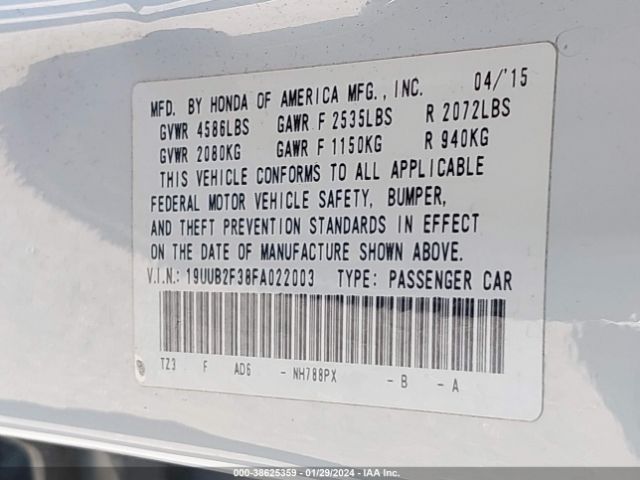 MFD. BY HONDA OF AMERICA MFG., INC. 04/'15
GVWR 4586LBS GAWR F 2535LBS R 2072LBS
GVWR 2080KG GAWR F 1150KG R 940KG
THIS VEHICLE CONFORMS TO ALL APPLICABLE
FEDERAL MOTOR VEHICLE SAFETY, BUMPER,
AND THEFT PREVENTION STANDARDS IN EFFECT
ON THE DATE OF MANUFACTURE SHOWN ABOVE.
V.I.N.: 19UUB2F38FA022003 TYPE: PASSENGER CAR
TZ3 F AD6 - NH788PX - B - A
© IAAI - 38625359 - 01/29/2024 - IAA, Inc.